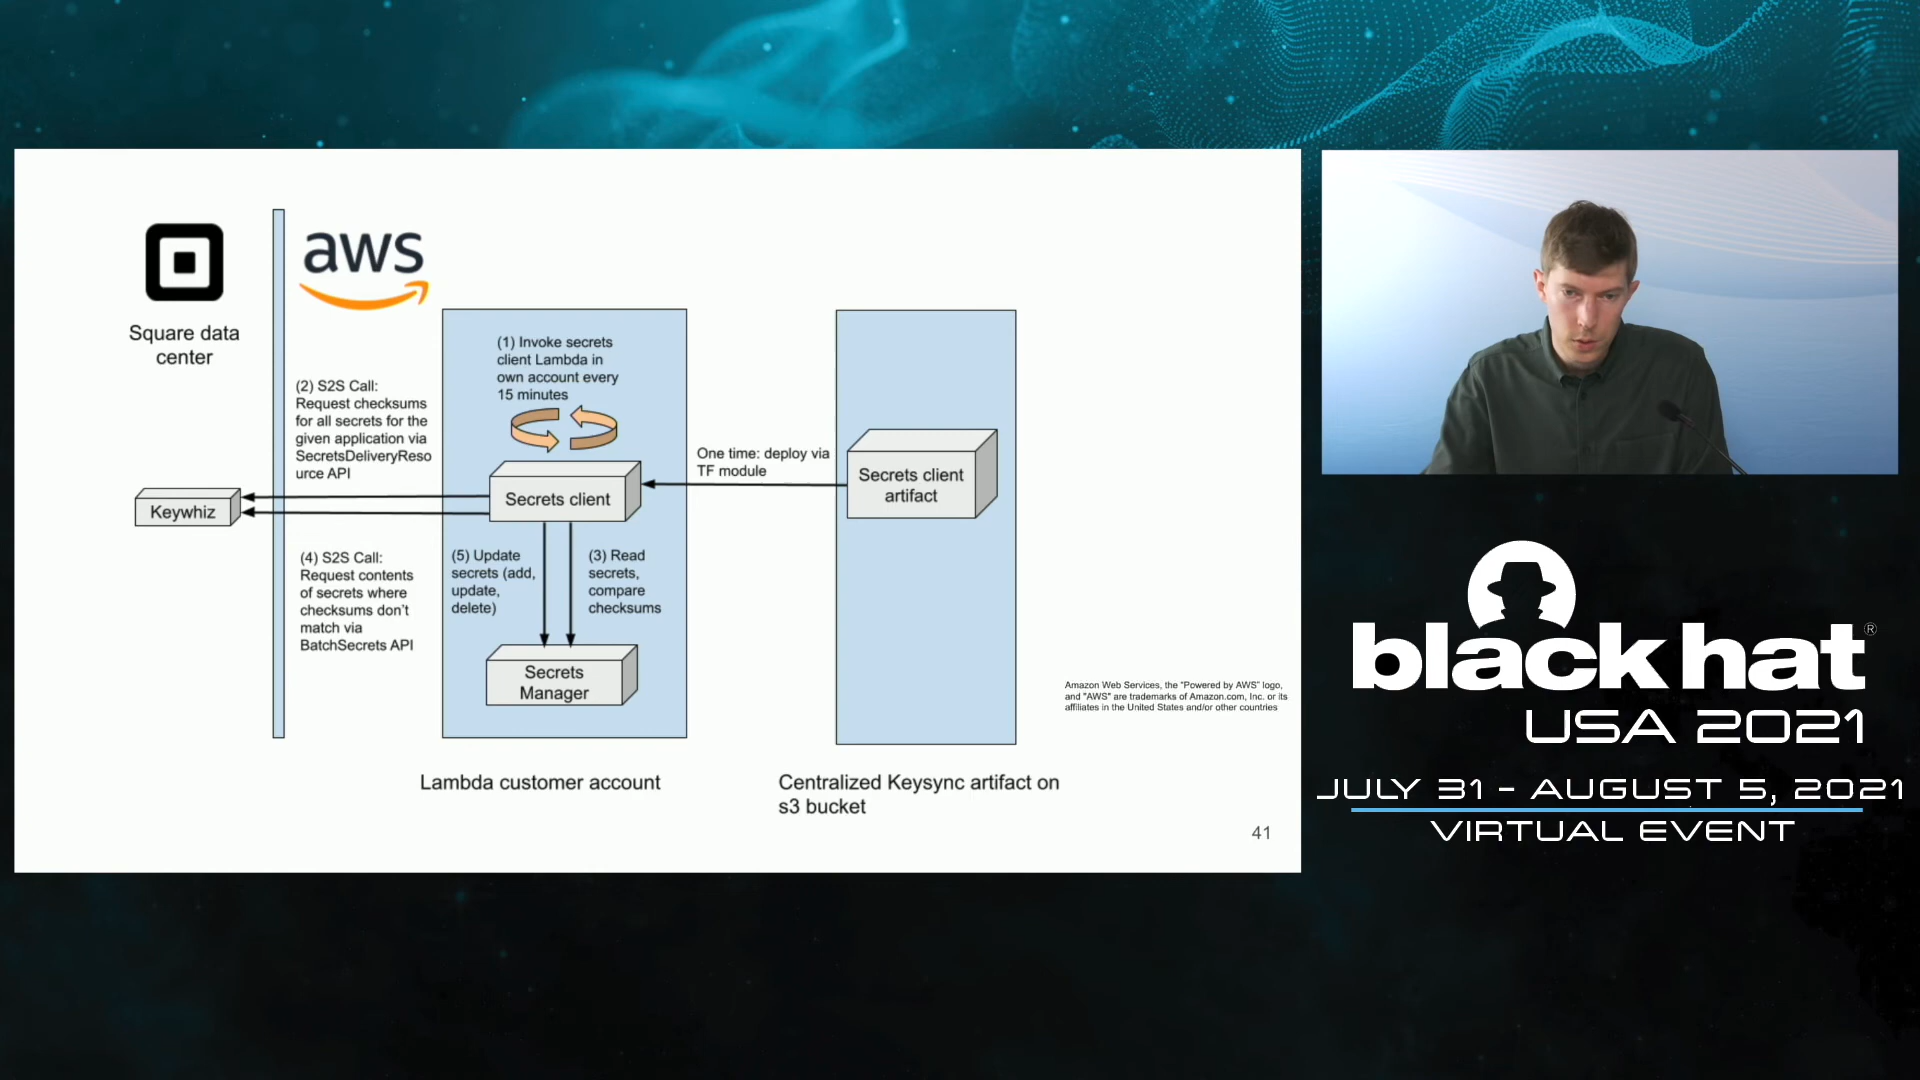 aws
Square data
center
(1) Invoke secrets
client Lambda in
own account every
15 minutes
(2) S2S Call:
Request checksums
for all secrets for the
given application via
SecretsDeliveryReso
urce API
One time: deploy via
TF module
Secrets client
artifact
Secrets client
Keywhiz
(4) S2S Call:
Request contents
of secrets where
checksums don't
match via
BatchSecrets API
(5) Update
secrets (add,
update,
delete)
(3) Read
secrets,
compare
checksums
Secrets
Manager
Amazon Web Services, the "Powered by AWS" logo,
and "AWS" are trademarks of Amazon.com, Inc. or its
affiliates in the United States and/or other countries
Lambda customer account
Centralized Keysync artifact on
s3 bucket
41
black hat®
USA 2021
JULY 31 - AUGUST 5, 2021
VIRTUAL EVENT